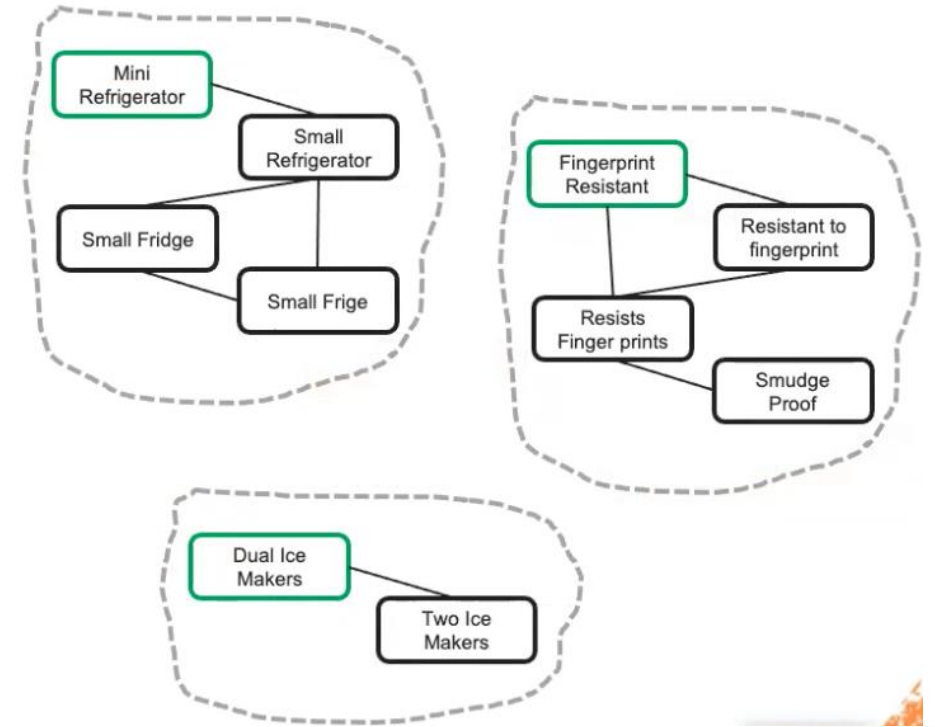 Mini
Refrigerator
Small
Refrigerator
Small Fridge
Small Frige
Fingerprint
Resistant
Resistant to
fingerprint
Resists
Finger prints
Smudge
Proof
Dual Ice
Makers
Two Ice
Makers